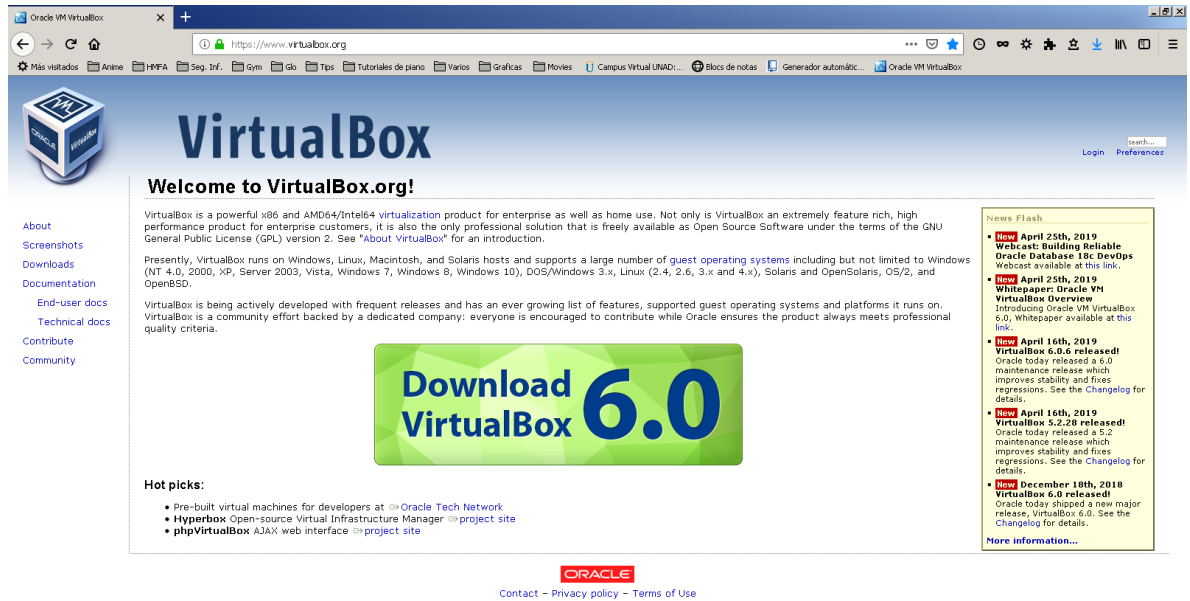 Oracle VM VirtualBox
https://www.virtualbox.org
Más visitados Anime HMFA Seg. Inf. Gym Glo Tips Tutoriales de piano Varios Graficas Movies Campus Virtual UNAD:... Blocs de notas Generador automátic... Oracle VM VirtualBox
ORACLE
VM
VirtualBox
VirtualBox
search...
Login Preferences
Welcome to VirtualBox.org!
About
Screenshots
Downloads
Documentation
End-user docs
Technical docs
Contribute
Community
VirtualBox is a powerful x86 and AMD64/Intel64 virtualization product for enterprise as well as home use. Not only is VirtualBox an extremely feature rich, high
performance product for enterprise customers, it is also the only professional solution that is freely available as Open Source Software under the terms of the GNU
General Public License (GPL) version 2. See "About VirtualBox" for an introduction.
Presently, VirtualBox runs on Windows, Linux, Macintosh, and Solaris hosts and supports a large number of guest operating systems including but not limited to Windows
(NT 4.0, 2000, XP, Server 2003, Vista, Windows 7, Windows 8, Windows 10), DOS/Windows 3.x, Linux (2.4, 2.6, 3.x and 4.x), Solaris and OpenSolaris, OS/2, and
OpenBSD.
VirtualBox is being actively developed with frequent releases and has an ever growing list of features, supported guest operating systems and platforms it runs on.
VirtualBox is a community effort backed by a dedicated company: everyone is encouraged to contribute while Oracle ensures the product always meets professional
quality criteria.
Download
VirtualBox 6.0
Hot picks:
• Pre-built virtual machines for developers at Oracle Tech Network
• Hyperbox Open-source Virtual Infrastructure Manager project site
• phpVirtualBox AJAX web interface project site
News Flash
New April 25th, 2019
Webcast: Building Reliable
Oracle Database 18c DevOps
Webcast available at this link.
New April 25th, 2019
Whitepaper: Oracle VM
VirtualBox Overview
Introducing Oracle VM VirtualBox
6.0, Whitepaper available at this
link.
New April 16th, 2019
VirtualBox 6.0.6 released!
Oracle today released a 6.0
maintenance release which
improves stability and fixes
regressions. See the Changelog for
details.
New April 16th, 2019
VirtualBox 5.2.28 released!
Oracle today released a 5.2
maintenance release which
improves stability and fixes
regressions. See the Changelog for
details.
New December 18th, 2018
VirtualBox 6.0 released!
Oracle today shipped a new major
release, VirtualBox 6.0. See the
Changelog for details.
More information...
ORACLE
Contact – Privacy policy – Terms of Use